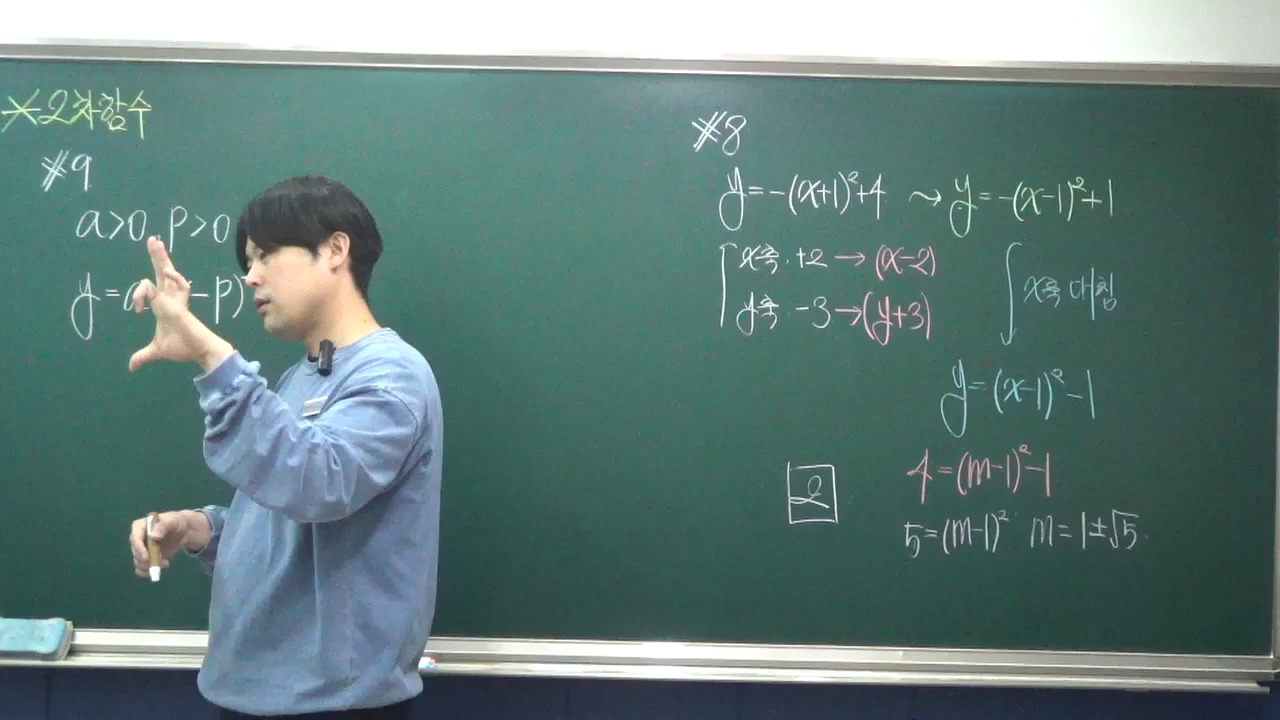 ※2차함수
#9
a>0, p>0
y=a(x-p)²
#8
y=-(x+1)²+4 ~> y=-(x-1)²+1
x축 +2 → (x-2)
y축 -3 → (y+3)
x축 대칭
y=(x-1)²-1
4=(m-1)²-1
5=(m-1)² m=1±√5
2